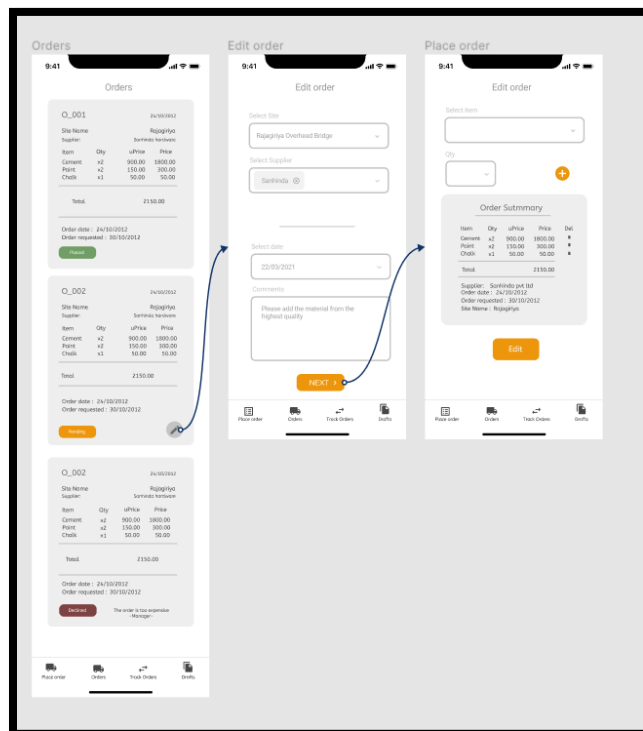 Orders
9:41
Orders
O_001 24/10/2012
Site Name Rajagiriya
Supplier: Sanhinda hardware
Item Qty uPrice Price
Cement x2 900.00 1800.00
Paint x2 150.00 300.00
Chalk x1 50.00 50.00
Total 2150.00
Order date : 24/10/2012
Order requested : 30/10/2012
Placed
O_002 24/10/2012
Site Name Rajagiriya
Supplier: Sanhinda hardware
Item Qty uPrice Price
Cement x2 900.00 1800.00
Paint x2 150.00 300.00
Chalk x1 50.00 50.00
Total 2150.00
Order date : 24/10/2012
Order requested : 30/10/2012
Pending
O_002 24/10/2012
Site Name Rajagiriya
Supplier: Sanhinda hardware
Item Qty uPrice Price
Cement x2 900.00 1800.00
Paint x2 150.00 300.00
Chalk x1 50.00 50.00
Total 2150.00
Order date : 24/10/2012
Order requested : 30/10/2012
Declined The order is too expensive
-Manager-
Place order Orders Track Orders Drafts
Edit order
9:41
Edit order
Select Site
Rajagriya Overhead Bridge
Select Supplier
Sanhinda
Select date
22/03/2021
Comments
Please add the material from the
highest quality
NEXT >
Place order Orders Track Orders Drafts
Place order
9:41
Edit order
Select item
Qty
Order Sutmmary
Item Qty uPrice Price Del
Cement x2 900.00 1800.00
Paint x2 150.00 300.00
Chalk x1 50.00 50.00
Total 2150.00
Supplier: Sanhinda pvt ltd
Order date : 24/10/2012
Order requested : 30/10/2012
Site Name : Rajagiriya
Edit
Place order Orders Track Orders Drafts